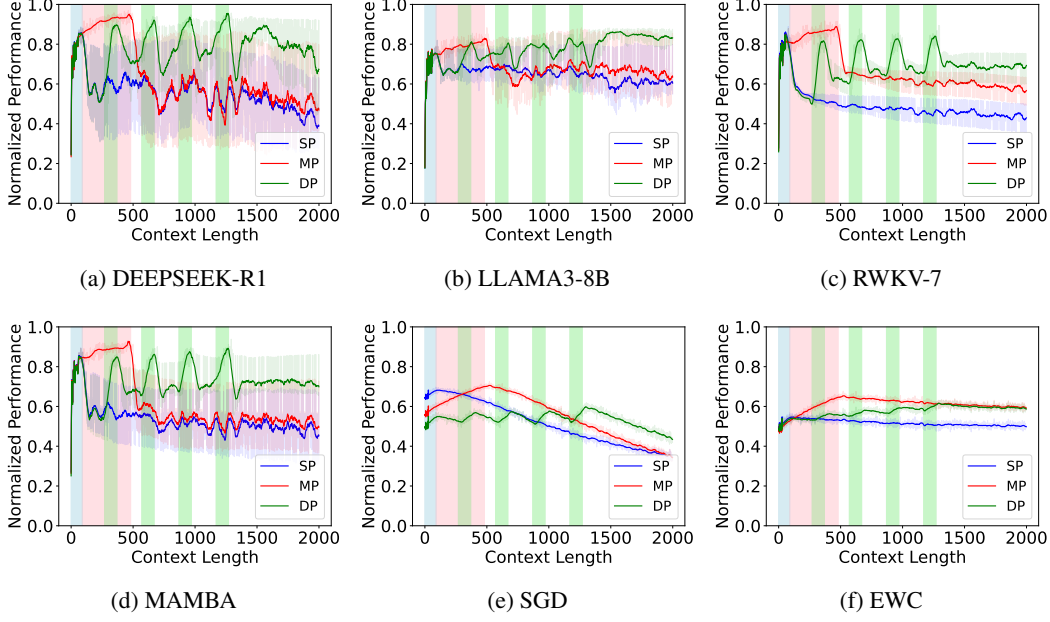 Normalized Performance
1.0
0.8
0.6
0.4
0.2
0.0
SP
MP
DP
0 500 1000 1500 2000
Context Length
(a) DEEPSEEK-R1
Normalized Performance
1.0
0.8
0.6
0.4
0.2
0.0
SP
MP
DP
0 500 1000 1500 2000
Context Length
(b) LLAMA3-8B
Normalized Performance
1.0
0.8
0.6
0.4
0.2
0.0
SP
MP
DP
0 500 1000 1500 2000
Context Length
(c) RWKV-7
Normalized Performance
1.0
0.8
0.6
0.4
0.2
0.0
SP
MP
DP
0 500 1000 1500 2000
Context Length
(d) MAMBA
Normalized Performance
1.0
0.8
0.6
0.4
0.2
0.0
SP
MP
DP
0 500 1000 1500 2000
Context Length
(e) SGD
Normalized Performance
1.0
0.8
0.6
0.4
0.2
0.0
SP
MP
DP
0 500 1000 1500 2000
Context Length
(f) EWC